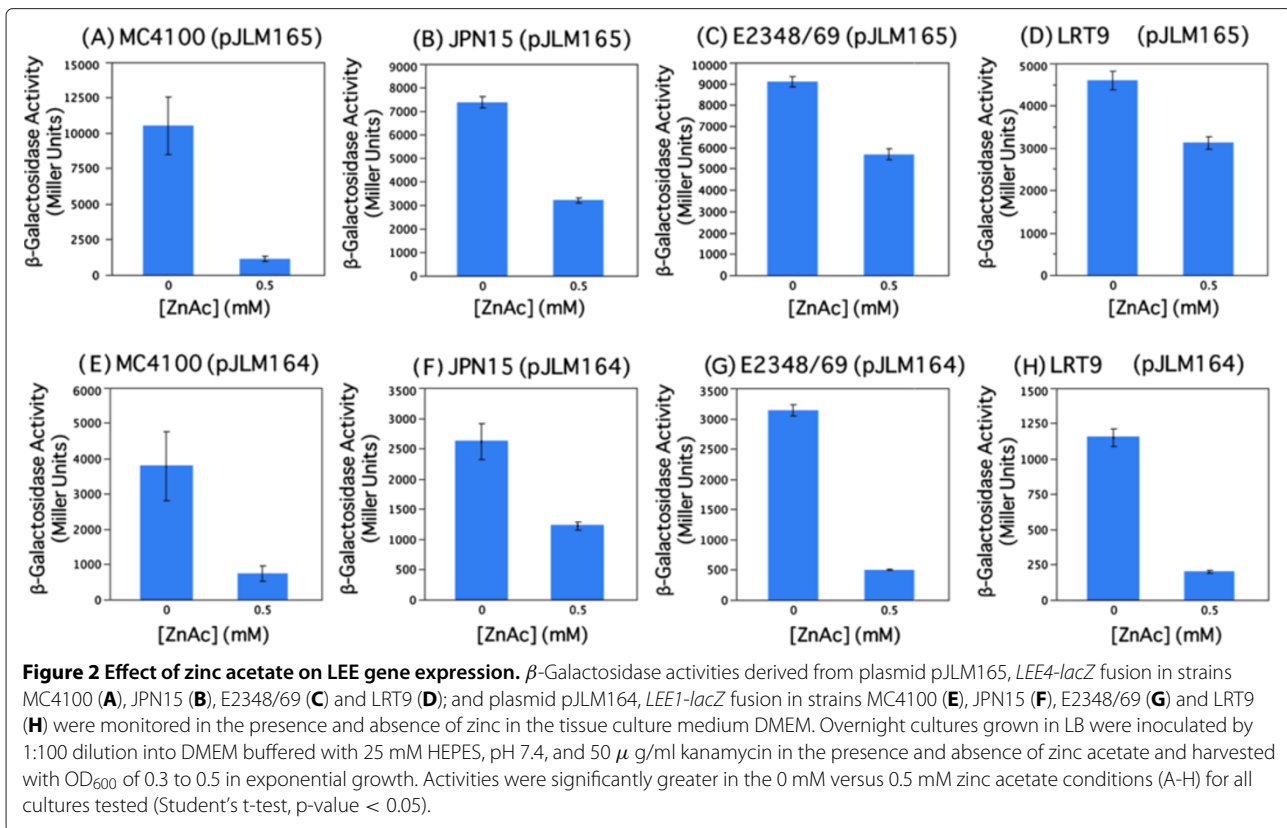 (A) MC4100 (pJLM165)
15000
12500
10000
7500
5000
2500
0
β-Galactosidase Activity
(Miller Units)
0 0.5
[ZnAc] (mM)
(B) JPN15 (pJLM165)
9000
8000
7000
6000
5000
4000
3000
2000
1000
0
β-Galactosidase Activity
(Miller Units)
0 0.5
[ZnAc] (mM)
(C) E2348/69 (pJLM165)
10000
9000
8000
7000
6000
5000
4000
3000
2000
1000
0
β-Galactosidase Activity
(Miller Units)
0 0.5
[ZnAc] (mM)
(D) LRT9 (pJLM165)
5000
4000
3000
2000
1000
0
β-Galactosidase Activity
(Miller Units)
0 0.5
[ZnAc] (mM)
(E) MC4100 (pJLM164)
6000
5000
4000
3000
2000
1000
0
β-Galactosidase Activity
(Miller Units)
0 0.5
[ZnAc] (mM)
(F) JPN15 (pJLM164)
3500
3000
2500
2000
1500
1000
500
0
β-Galactosidase Activity
(Miller Units)
0 0.5
[ZnAc] (mM)
(G) E2348/69 (pJLM164)
3500
3000
2500
2000
1500
1000
500
0
β-Galactosidase Activity
(Miller Units)
0 0.5
[ZnAc] (mM)
(H) LRT9 (pJLM164)
1500
1250
1000
750
500
250
0
β-Galactosidase Activity
(Miller Units)
0 0.5
[ZnAc] (mM)
Figure 2 Effect of zinc acetate on LEE gene expression. β-Galactosidase activities derived from plasmid pJLM165, LEE4-lacZ fusion in strains
MC4100 (A), JPN15 (B), E2348/69 (C) and LRT9 (D); and plasmid pJLM164, LEE1-lacZ fusion in strains MC4100 (E), JPN15 (F), E2348/69 (G) and LRT9
(H) were monitored in the presence and absence of zinc in the tissue culture medium DMEM. Overnight cultures grown in LB were inoculated by
1:100 dilution into DMEM buffered with 25 mM HEPES, pH 7.4, and 50 μ g/ml kanamycin in the presence and absence of zinc acetate and harvested
with OD600 of 0.3 to 0.5 in exponential growth. Activities were significantly greater in the 0 mM versus 0.5 mM zinc acetate conditions (A-H) for all
cultures tested (Student's t-test, p-value < 0.05).